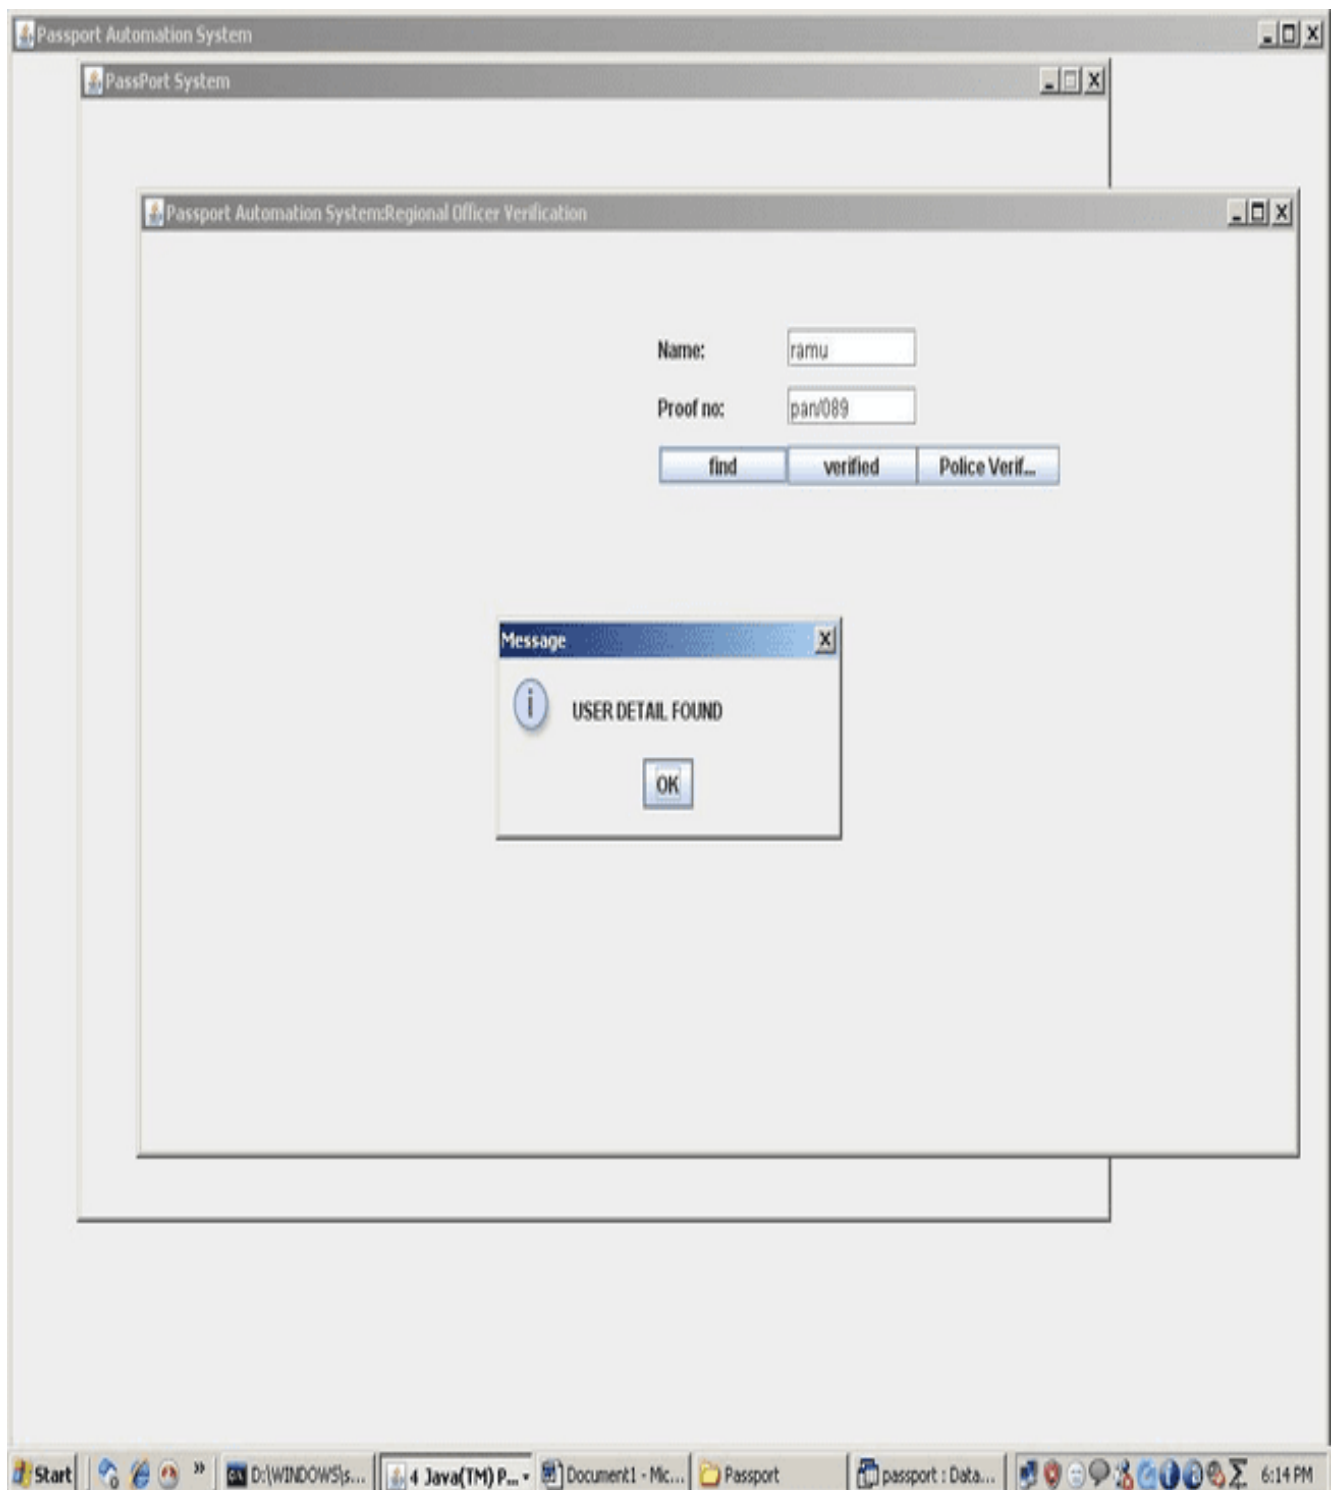 Passport Automation System
PassPort System
Passport Automation System:Regional Officer Verification
Name: ramu
Proof no: pan/089
find verified Police Verif...
Message
i USER DETAIL FOUND
OK
Start » D:\WINDOWS\s... 4 Java(TM) P... Document1 - Mic... Passport passport : Data... 6:14 PM